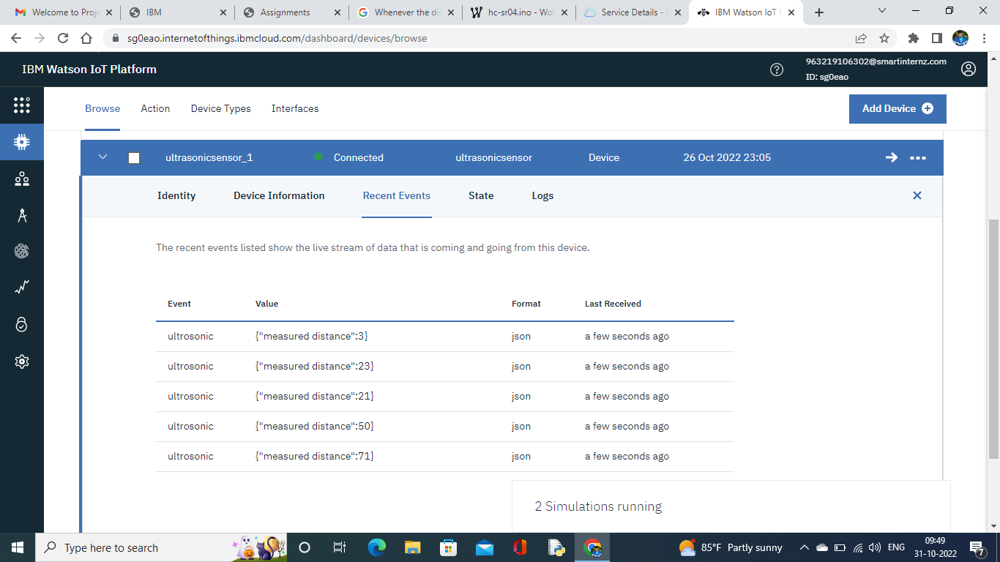 Welcome to Proje
IBM
Assignments
Whenever the dis
hc-sr04.ino - Wok
Service Details -
IBM Watson IoT P
sg0eao.internetofthings.ibmcloud.com/dashboard/devices/browse
IBM Watson IoT Platform
963219106302@smartinternz.com
ID: sg0eao
Browse Action Device Types Interfaces
Add Device
ultrasonicsensor_1 Connected ultrasonicsensor Device 26 Oct 2022 23:05
Identity Device Information Recent Events State Logs
The recent events listed show the live stream of data that is coming and going from this device.
Event Value Format Last Received
ultrosonic {"measured distance":3} json a few seconds ago
ultrosonic {"measured distance":23} json a few seconds ago
ultrosonic {"measured distance":21} json a few seconds ago
ultrosonic {"measured distance":50} json a few seconds ago
ultrosonic {"measured distance":71} json a few seconds ago
2 Simulations running
Type here to search
85°F Partly sunny
ENG
09:49
31-10-2022
7